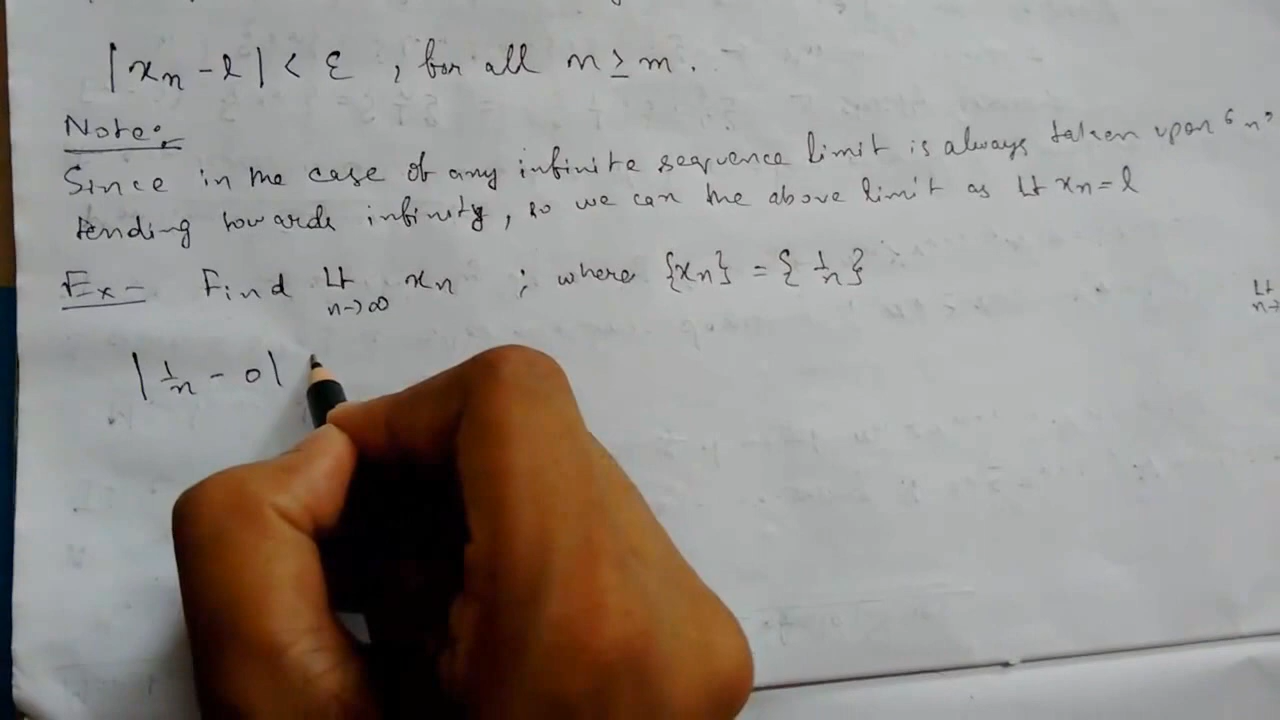 |xn - l| < ε , for all n ≥ m.
Note:
Since in the case of any infinite sequence limit is always taken upon 'n'
tending towards infinity, so we can the above limit as Lt xn = l
Ex- Find Lt n→∞ xn ; where {xn} = {1/n}
Lt n→
|1/n - 0|